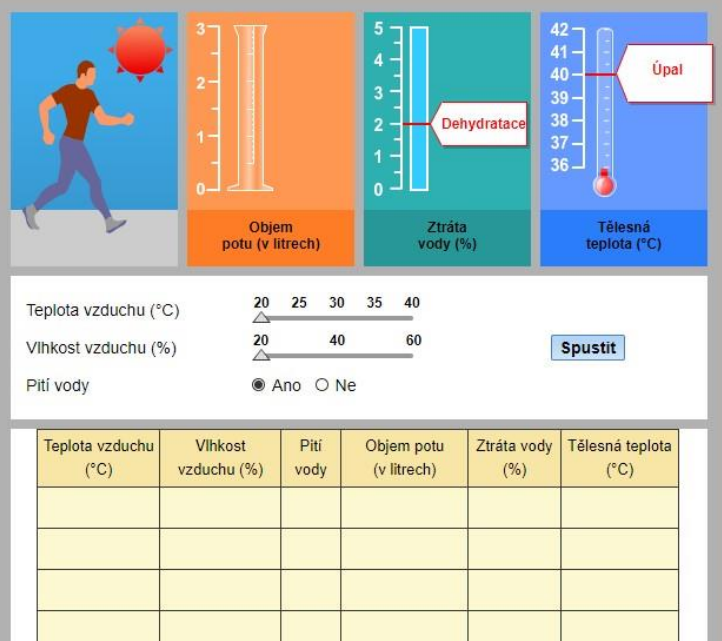 3
2
1
0
Objem
potu (v litrech)
5
4
3
2
1
0
Dehydratace
Ztráta
vody (%)
42
41
40
39
38
37
36
Úpal
Tělesná
teplota (°C)
Teplota vzduchu (°C)
20 25 30 35 40
Vlhkost vzduchu (%)
20 40 60
Spustit
Pití vody
Ano Ne
Teplota vzduchu
(°C)
Vlhkost
vzduchu (%)
Pití
vody
Objem potu
(v litrech)
Ztráta vody
(%)
Tělesná teplota
(°C)